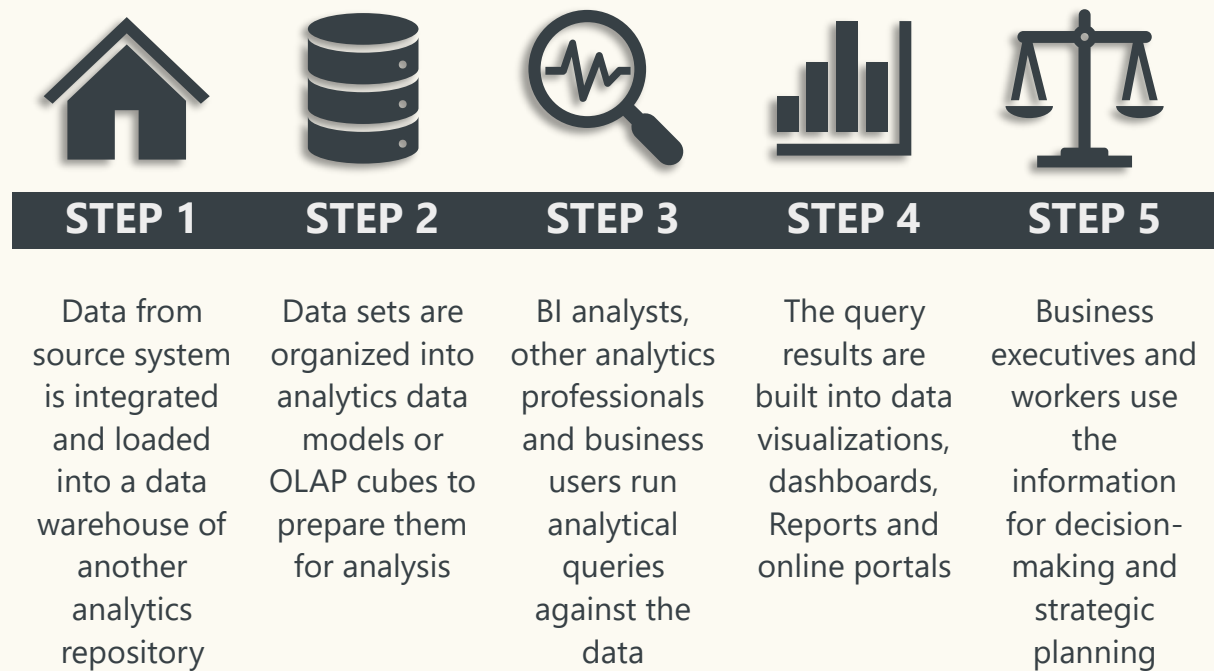 STEP 1
Data from
source system
is integrated
and loaded
into a data
warehouse of
another
analytics
repository
STEP 2
Data sets are
organized into
analytics data
models or
OLAP cubes to
prepare them
for analysis
STEP 3
BI analysts,
other analytics
professionals
and business
users run
analytical
queries
against the
data
STEP 4
The query
results are
built into data
visualizations,
dashboards,
Reports and
online portals
STEP 5
Business
executives and
workers use
the
information
for decision-
making and
strategic
planning